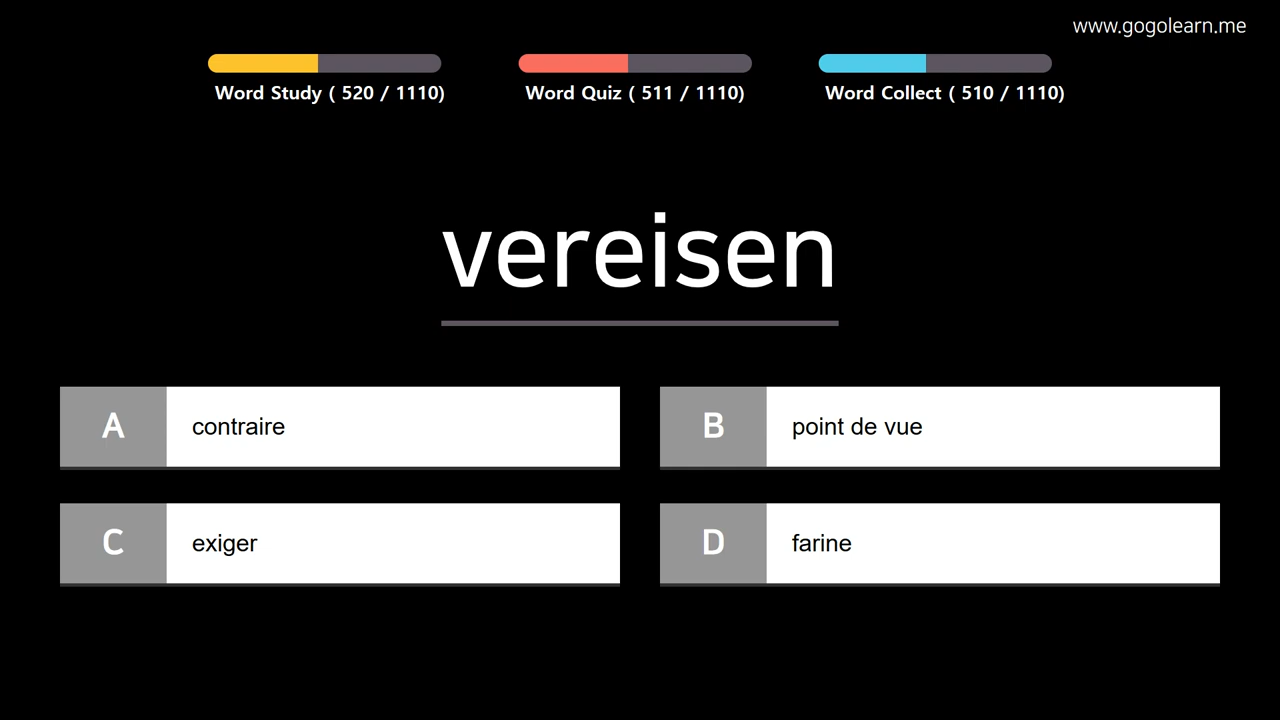 www.gogolearn.me
Word Study ( 520 / 1110)
Word Quiz ( 511 / 1110)
Word Collect ( 510 / 1110)
vereisen
A contraire
B point de vue
C exiger
D farine